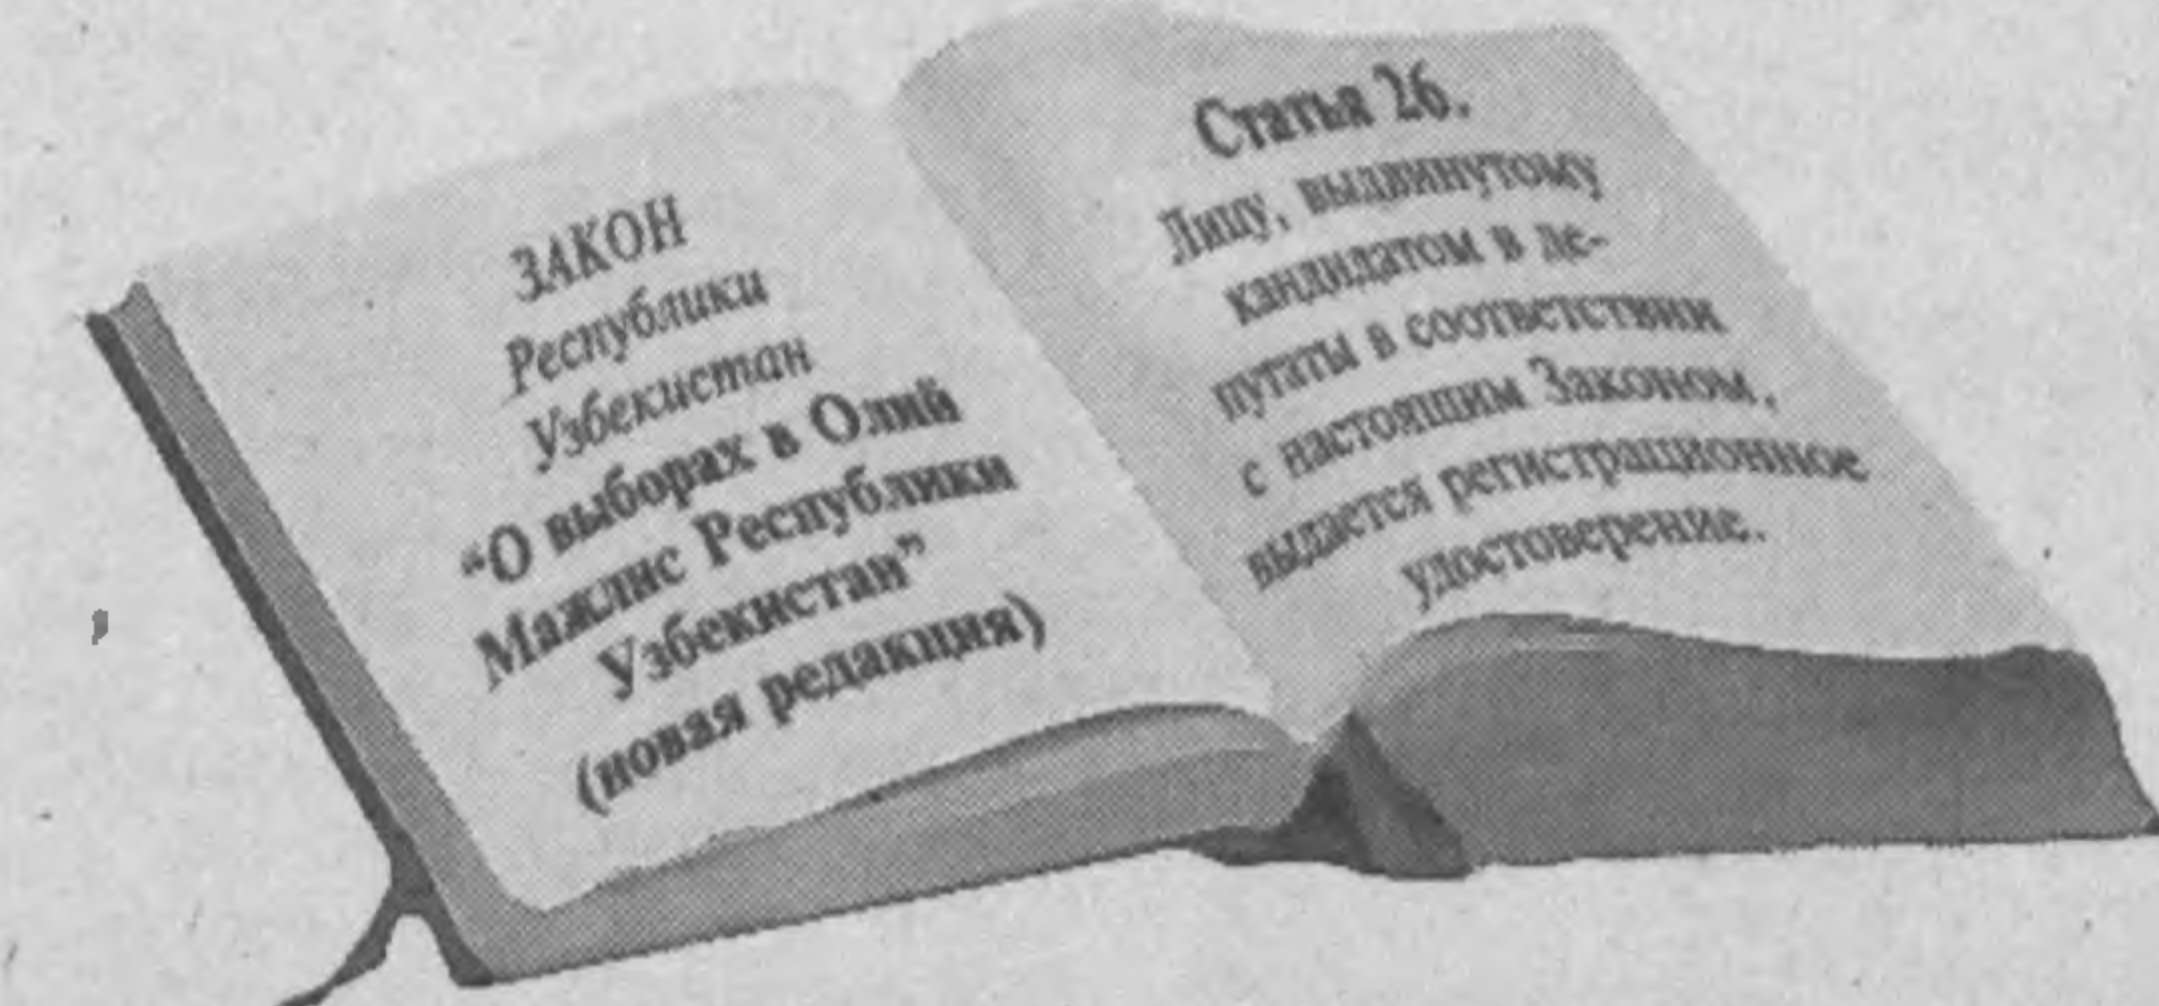 ЗАКОН
Республики
Узбекистан
“О выборах в Олий
Мажлис Республики
Узбекистан”
(новая редакция)
Статья 26.
Лицу, выдвинутому
кандидатом в де-
путаты в соответствии
с настоящим Законом,
выдается регистрационное
удостоверение.